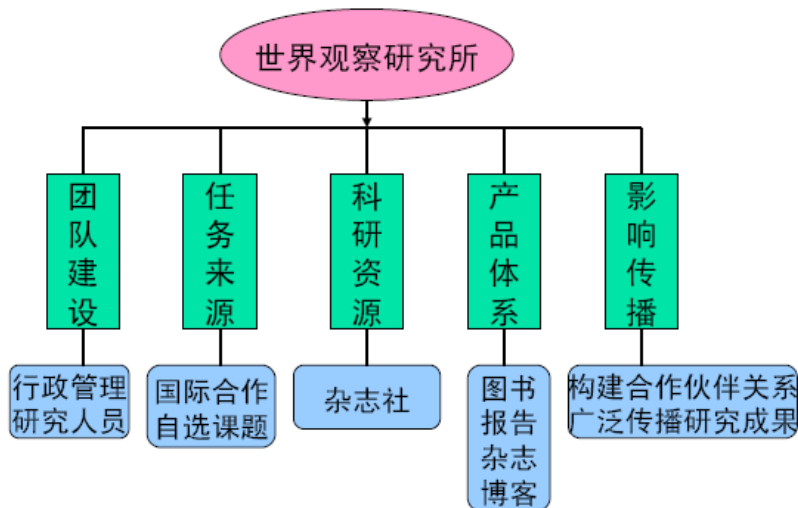 世界观察研究所
团队建设
任务来源
科研资源
产品体系
影响传播
行政管理
研究人员
国际合作
自选课题
杂志社
图书
报告
杂志
博客
构建合作伙伴关系
广泛传播研究成果